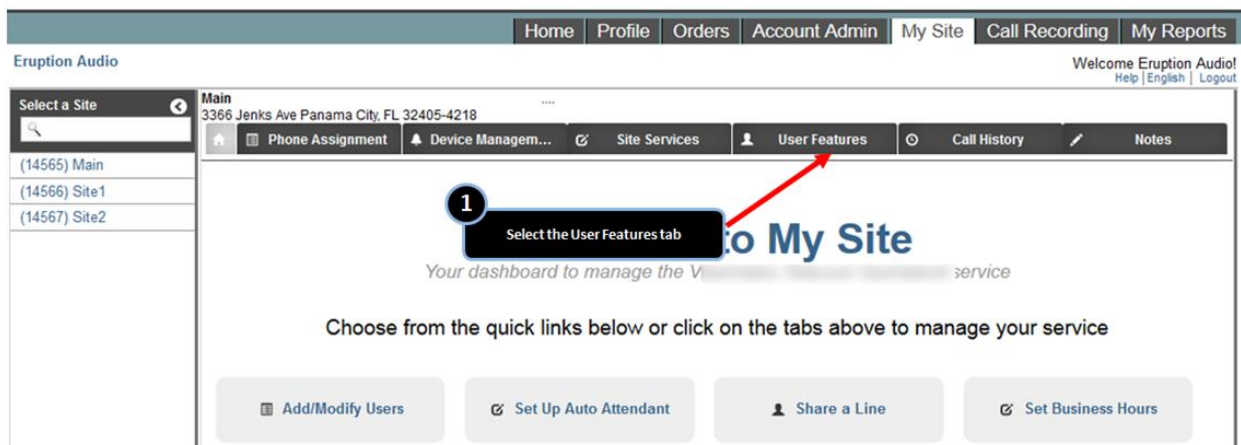 Home Profile Orders Account Admin My Site Call Recording My Reports
Eruption Audio
Welcome Eruption Audio!
Help | English | Logout
Select a Site
Main ....
3366 Jenks Ave Panama City, FL 32405-4218
Phone Assignment Device Managem... Site Services User Features Call History Notes
(14565) Main
(14566) Site1
(14567) Site2
1
Select the User Features tab
to My Site
Your dashboard to manage the V service
Choose from the quick links below or click on the tabs above to manage your service
Add/Modify Users Set Up Auto Attendant Share a Line Set Business Hours